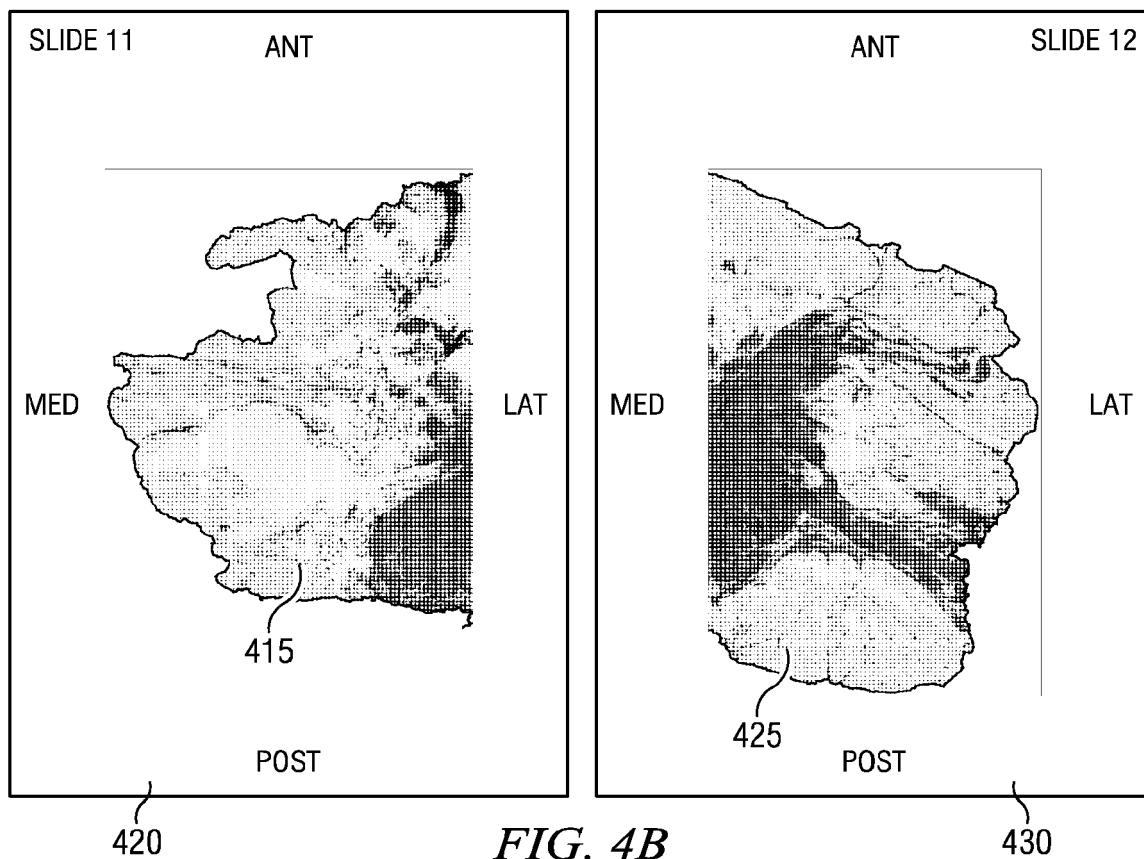 SLIDE 11
ANT
MED
LAT
415
POST
420
ANT
SLIDE 12
MED
LAT
425
POST
430
FIG. 4B